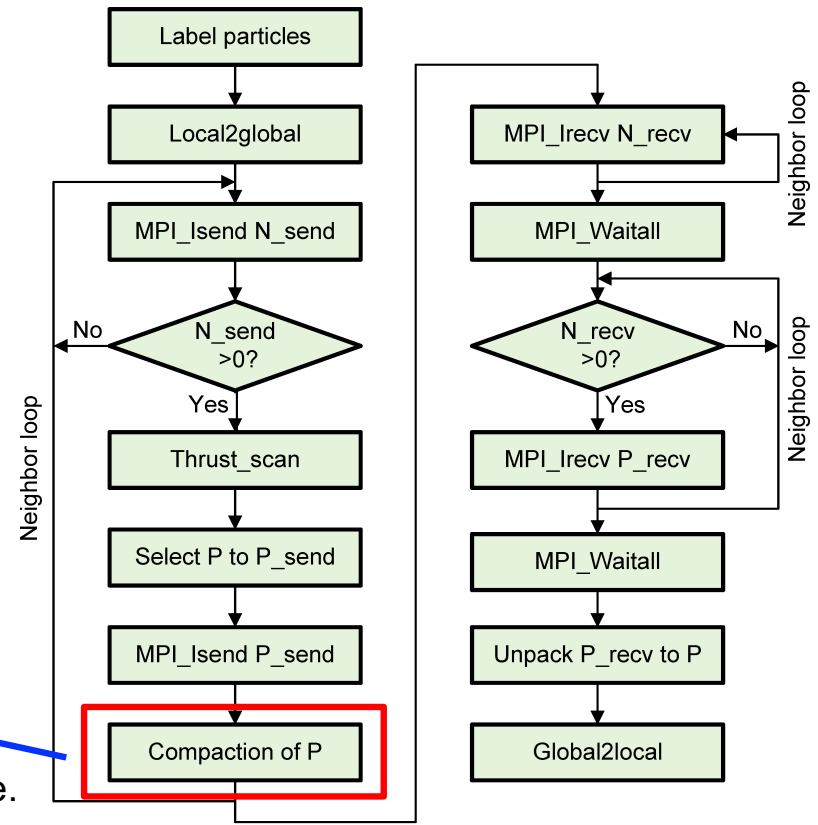 Label particles
Local2global
MPI_Isend N_send
N_send
>0?
No
Yes
Thrust_scan
Select P to P_send
MPI_Isend P_send
Compaction of P
Neighbor loop
e.
MPI_Irecv N_recv
Neighbor loop
MPI_Waitall
N_recv
>0?
No
Yes
MPI_Irecv P_recv
Neighbor loop
MPI_Waitall
Unpack P_recv to P
Global2local